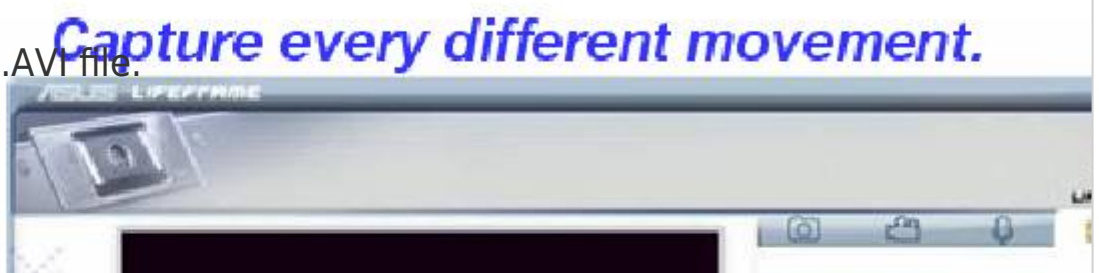 Capture every different movement.
.AVI file.
ASUS LIFEFRAME